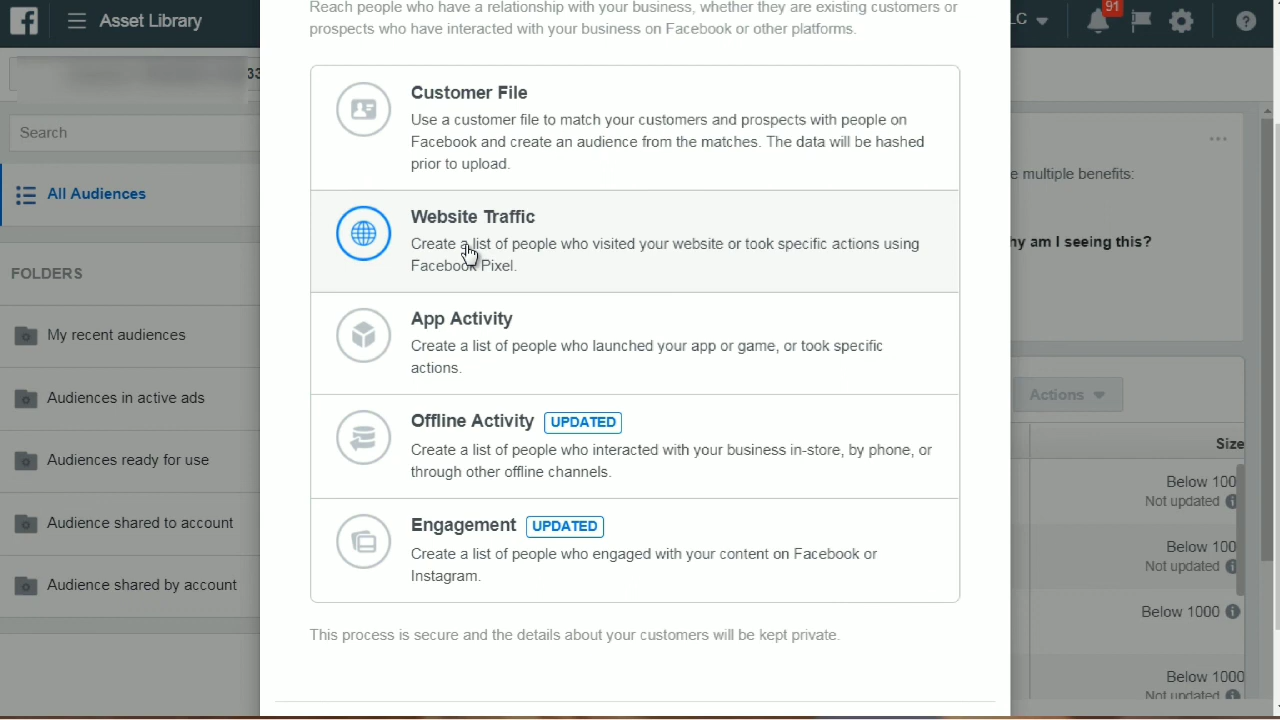 Asset Library
Reach people who have a relationship with your business, whether they are existing customers or
prospects who have interacted with your business on Facebook or other platforms.
LC
91
33
Search
All Audiences
FOLDERS
My recent audiences
Audiences in active ads
Audiences ready for use
Audience shared to account
Audience shared by account
Customer File
Use a customer file to match your customers and prospects with people on
Facebook and create an audience from the matches. The data will be hashed
prior to upload.
Website Traffic
Create a list of people who visited your website or took specific actions using
Facebook Pixel.
App Activity
Create a list of people who launched your app or game, or took specific
actions.
Offline Activity UPDATED
Create a list of people who interacted with your business in-store, by phone, or
through other offline channels.
Engagement UPDATED
Create a list of people who engaged with your content on Facebook or
Instagram.
This process is secure and the details about your customers will be kept private.
e multiple benefits:
hy am I seeing this?
Actions
Size
Below 100
Not updated
Below 100
Not updated
Below 1000
Below 1000
Not updated